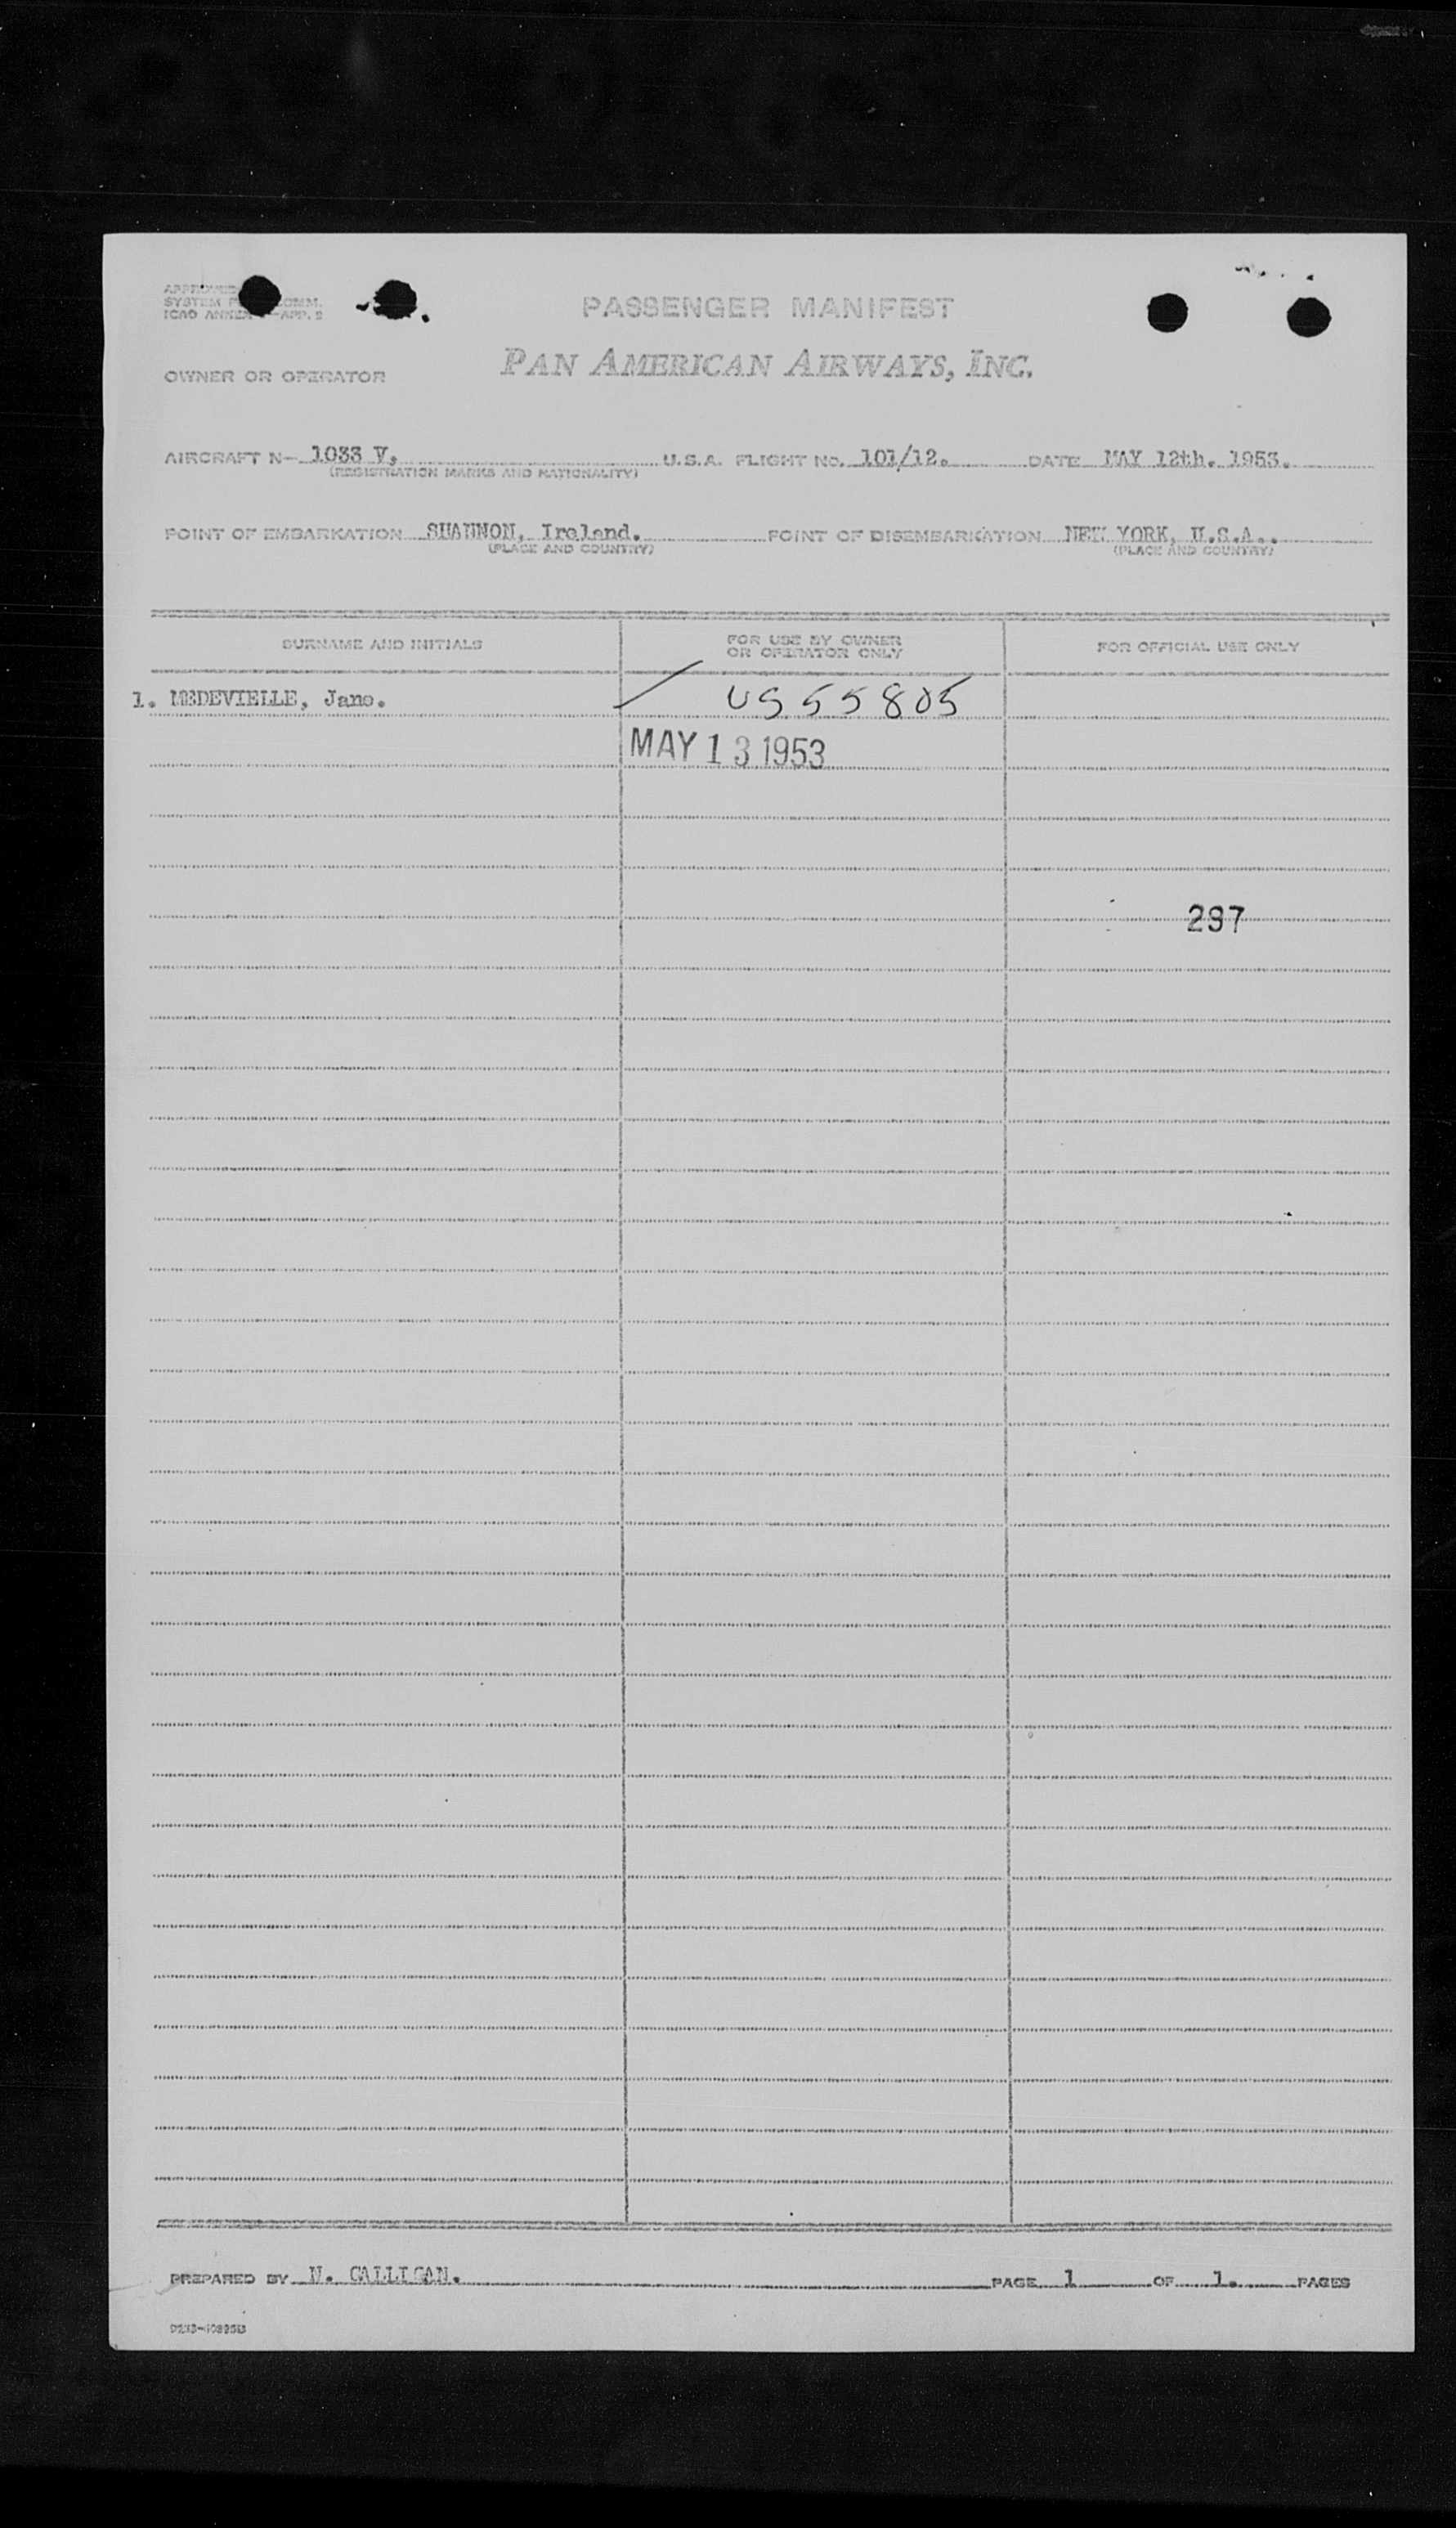 PASSENGER MANIFEST
PAN AMERICAN AIRWAYS, INC.
OWNER OR OPERATOR
AIRCRAFT N- 1033 V, U.S.A. FLIGHT NO. 101/12. DATE MAY 12th. 1953.
(REGISTRATION MARKS AND NATIONALITY)
POINT OF EMBARKATION SHANNON, Ireland. POINT OF DISEMBARKATION NEW YORK, U.S.A..
(PLACE AND COUNTRY) (PLACE AND COUNTRY)
SURNAME AND INITIALS FOR USE BY OWNER OR OPERATOR ONLY FOR OFFICIAL USE ONLY
1. MEDEVIELLE, Jane. US 55805
MAY 13 1953
297
PREPARED BY N. CALLIGAN. PAGE 1 OF 1. PAGES